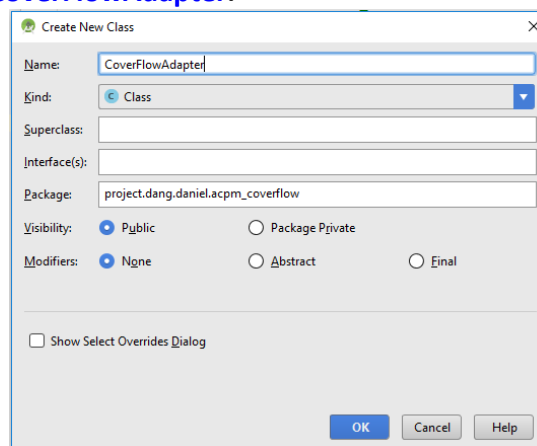 CoverFlowAdapter:
Create New Class
Name: CoverFlowAdapter
Kind: C Class
Superclass:
Interface(s):
Package: project.dang.daniel.acpm_coverflow
Visibility: Public Package Private
Modifiers: None Abstract Final
Show Select Overrides Dialog
OK Cancel Help